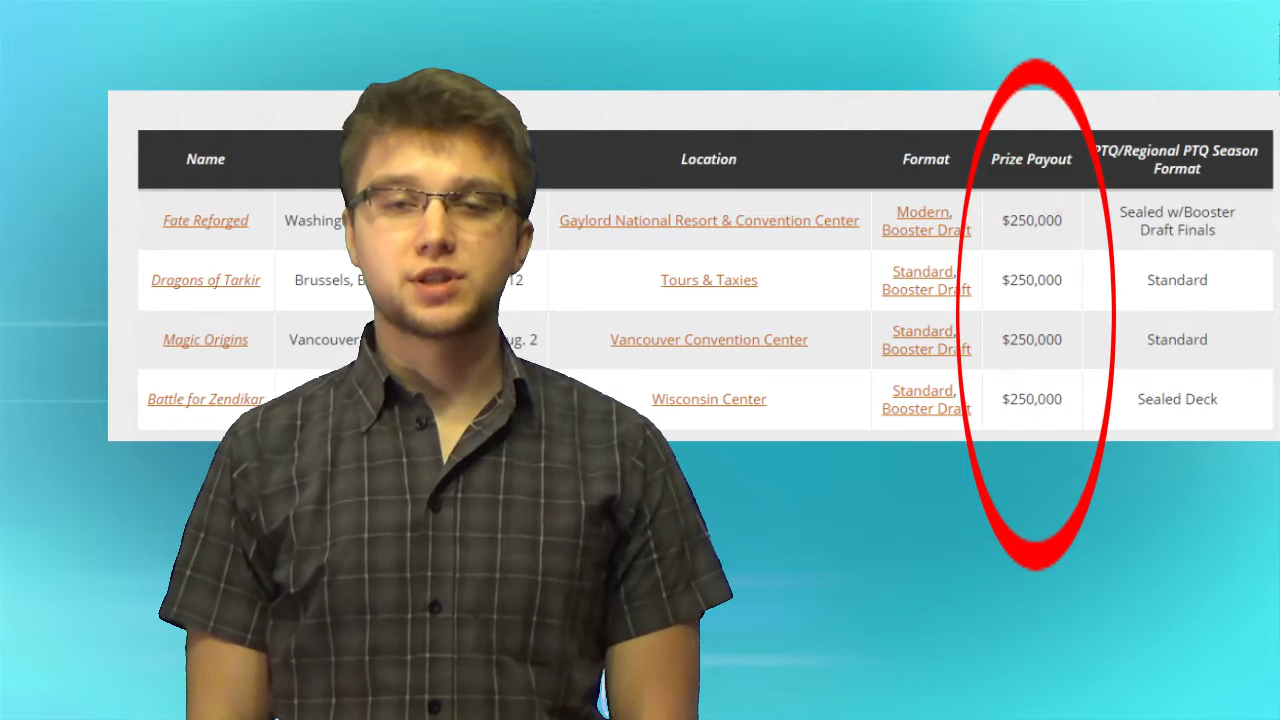 Name
Location
Format
Prize Payout
PTQ/Regional PTQ Season
Format
Fate Reforged
Gaylord National Resort & Convention Center
Modern,
Booster Draft
$250,000
Sealed w/Booster
Draft Finals
Dragons of Tarkir
Brussels,
12
Tours & Taxies
Standard,
Booster Draft
$250,000
Standard
Magic Origins
Vancouver
2
Vancouver Convention Center
Standard,
Booster Draft
$250,000
Standard
Battle for Zendikar
Wisconsin Center
Standard,
Booster Draft
$250,000
Sealed Deck